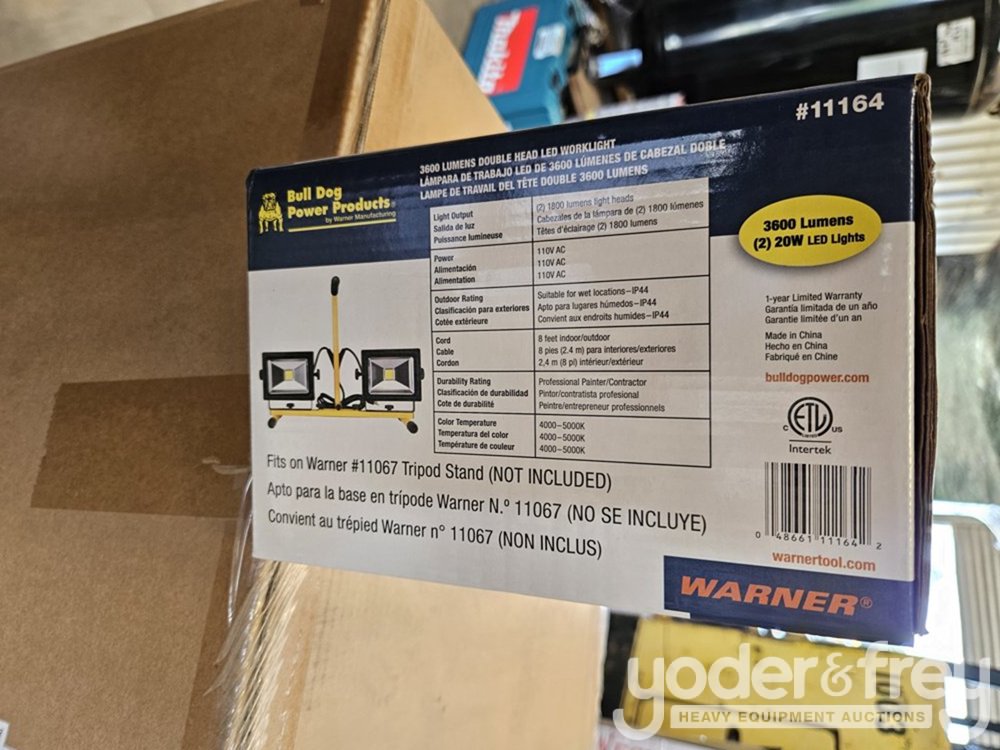 makita
#11164
3600 LUMENS DOUBLE HEAD LED WORKLIGHT
LÁMPARA DE TRABAJO LED DE 3600 LÚMENES DE CABEZAL DOBLE
LAMPE DE TRAVAIL DEL TÊTE DOUBLE 3600 LUMENS
Bull Dog
Power Products®
by Warner Manufacturing
Light Output
Salida de luz
Puissance lumineuse
(2) 1800 lumens light heads
Cabezales de la lámpara de (2) 1800 lúmenes
Têtes d'éclairage (2) 1800 lumens
Power
Alimentación
Alimentation
110V AC
110V AC
110V AC
Outdoor Rating
Clasificación para exteriores
Cotée extérieure
Suitable for wet locations–IP44
Apto para lugares húmedos–IP44
Convient aux endroits humides–IP44
Cord
Cable
Cordon
8 feet indoor/outdoor
8 pies (2.4 m) para interiores/exteriores
2,4 m (8 pi) intérieur/extérieur
Durability Rating
Clasificación de durabilidad
Cote de durabilité
Professional Painter/Contractor
Pintor/contratista profesional
Peintre/entrepreneur professionnels
Color Temperature
Temperatura del color
Température de couleur
4000–5000K
4000–5000K
4000–5000K
3600 Lumens
(2) 20W LED Lights
1-year Limited Warranty
Garantía limitada de un año
Garantie limitée d'un an
Made in China
Hecho en China
Fabriqué en Chine
bulldogpower.com
C ETL US
LISTED
Intertek
0 48661 11164 2
warnertool.com
Fits on Warner #11067 Tripod Stand (NOT INCLUDED)
Apto para la base en trípode Warner N.º 11067 (NO SE INCLUYE)
Convient au trépied Warner n° 11067 (NON INCLUS)
WARNER®
yoder&frey
HEAVY EQUIPMENT AUCTIONS